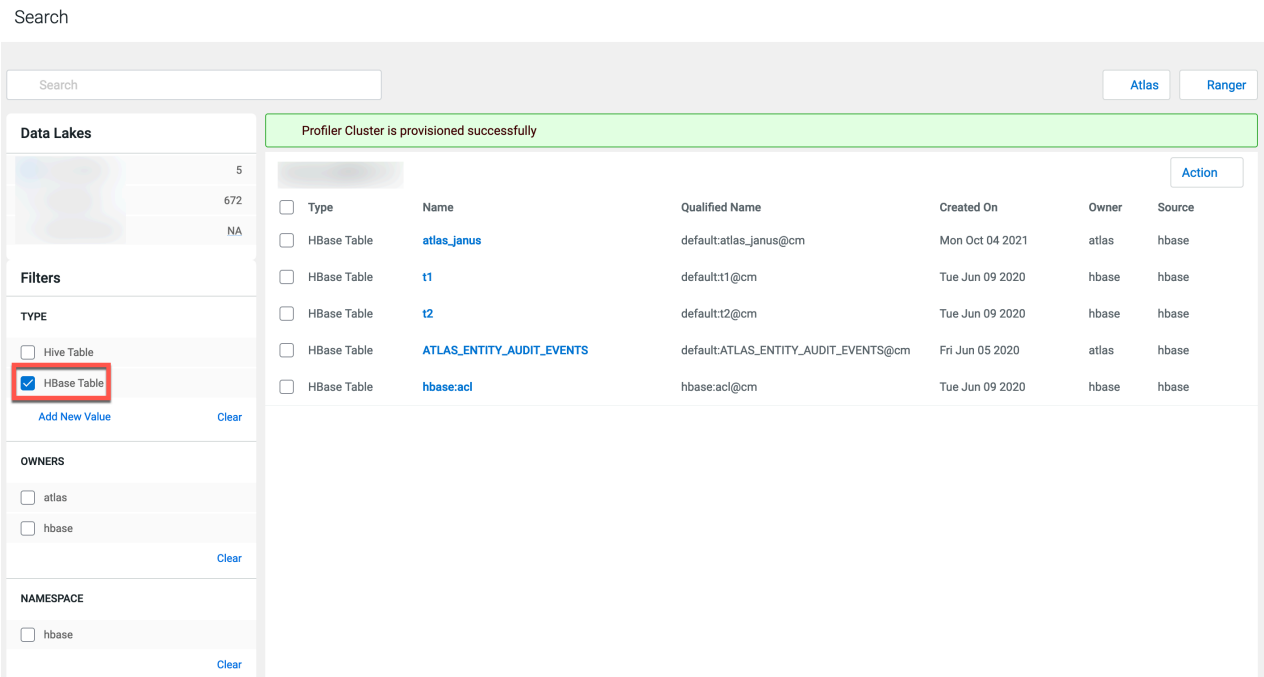 Search
Search
Atlas Ranger
Data Lakes
5
672
NA
Filters
TYPE
Hive Table
HBase Table
Add New Value Clear
OWNERS
atlas
hbase
Clear
NAMESPACE
hbase
Clear
Profiler Cluster is provisioned successfully
Action
Type Name Qualified Name Created On Owner Source
HBase Table atlas_janus default:atlas_janus@cm Mon Oct 04 2021 atlas hbase
HBase Table t1 default:t1@cm Tue Jun 09 2020 hbase hbase
HBase Table t2 default:t2@cm Tue Jun 09 2020 hbase hbase
HBase Table ATLAS_ENTITY_AUDIT_EVENTS default:ATLAS_ENTITY_AUDIT_EVENTS@cm Fri Jun 05 2020 atlas hbase
HBase Table hbase:acl hbase:acl@cm Tue Jun 09 2020 hbase hbase